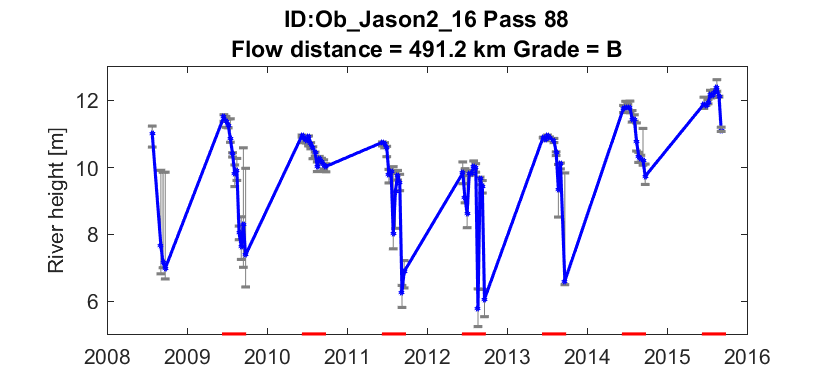 ID:Ob_Jason2_16 Pass 88
Flow distance = 491.2 km Grade = B
River height [m]
12
10
8
6
2008 2009 2010 2011 2012 2013 2014 2015 2016